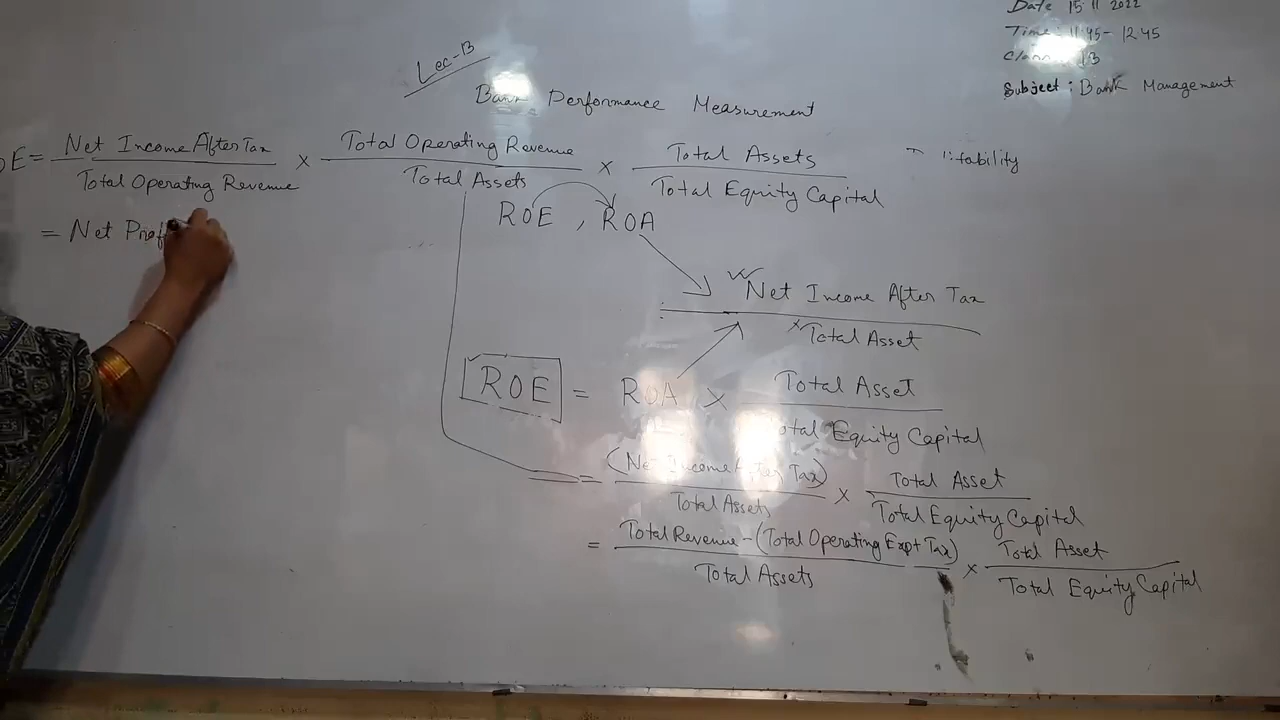 Date 15 11 2022
Time: 11:45 - 12:45
Class: 13
Subject: Bank Management
Lec-13
Bank Performance Measurement
OE = Net Income After Tax / Total Operating Revenue × Total Operating Revenue / Total Assets × Total Assets / Total Equity Capital
= Net Prof
ROE , ROA
Net Income After Tax
Total Asset
ROE = ROA × Total Asset / Total Equity Capital
= (Net Income After Tax) / Total Assets × Total Asset / Total Equity Capital
= Total Revenue - (Total Operating Exp + Tax) / Total Assets × Total Asset / Total Equity Capital